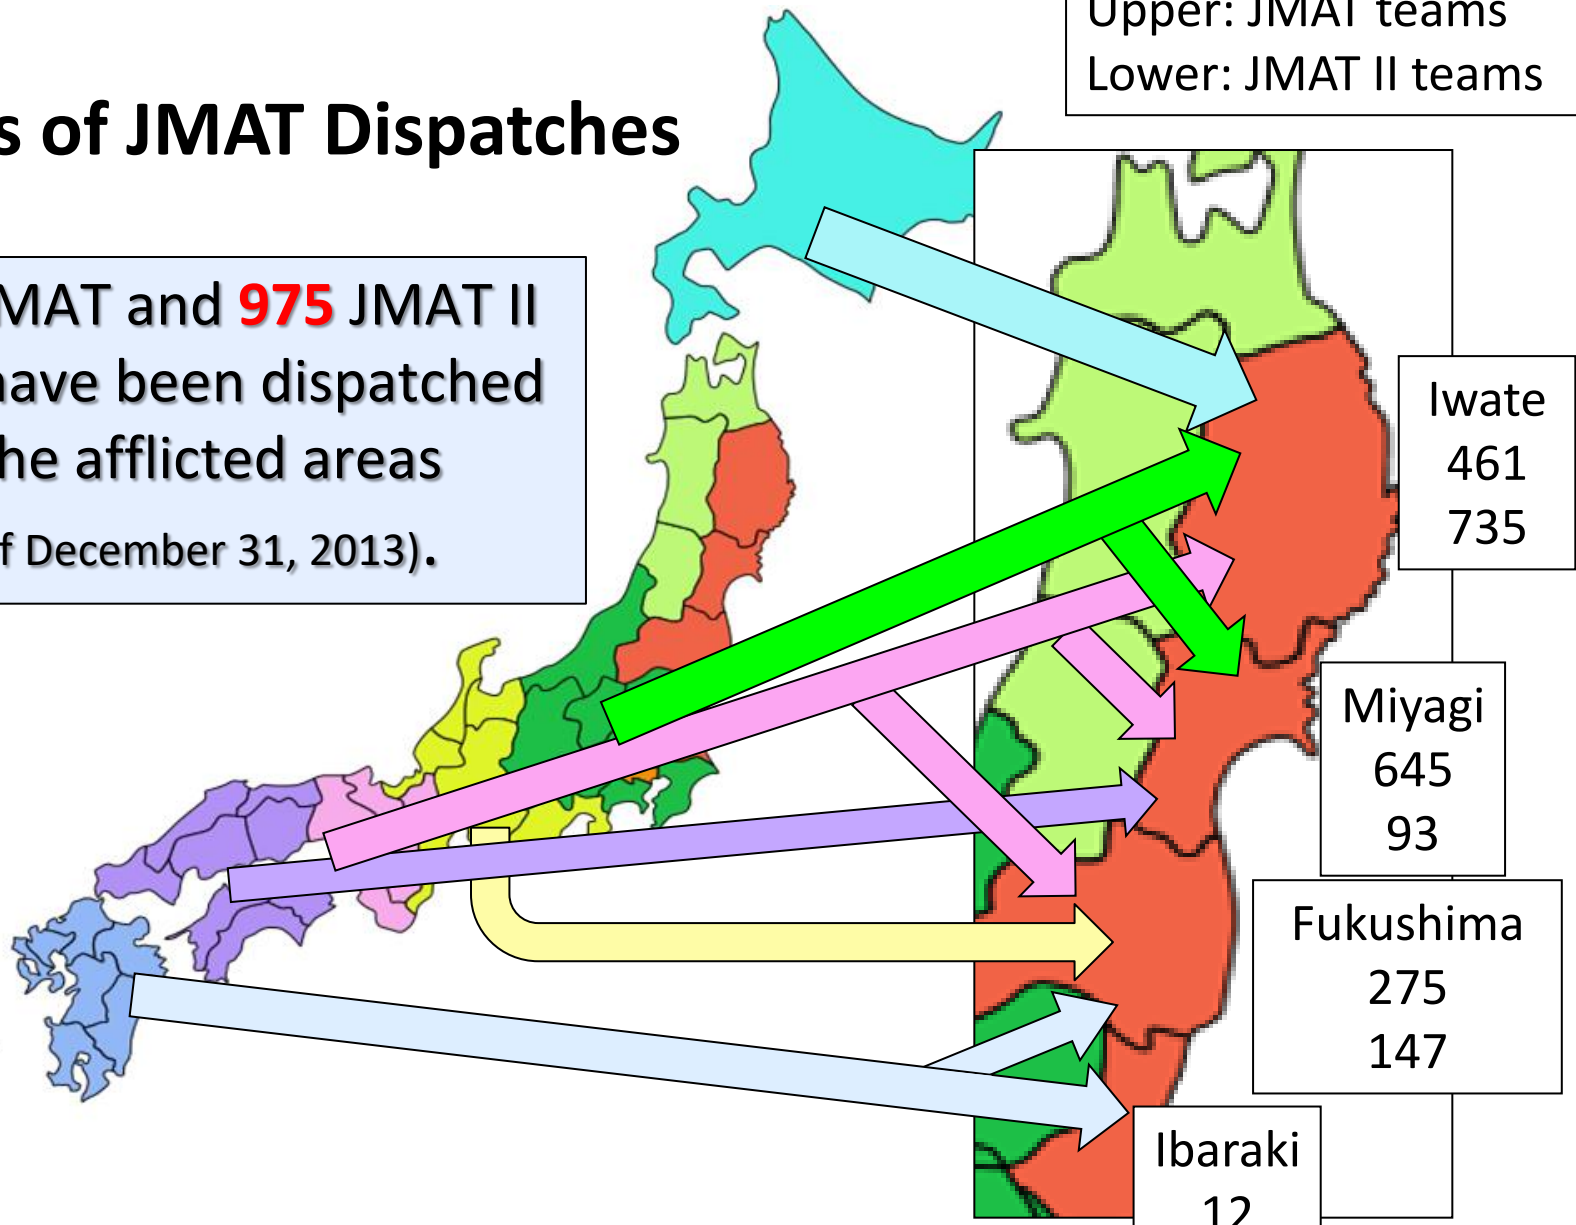 Upper: JMAT teams
Lower: JMAT II teams
s of JMAT Dispatches
MAT and 975 JMAT II
have been dispatched
he afflicted areas
f December 31, 2013).
Iwate
461
735
Miyagi
645
93
Fukushima
275
147
Ibaraki
12